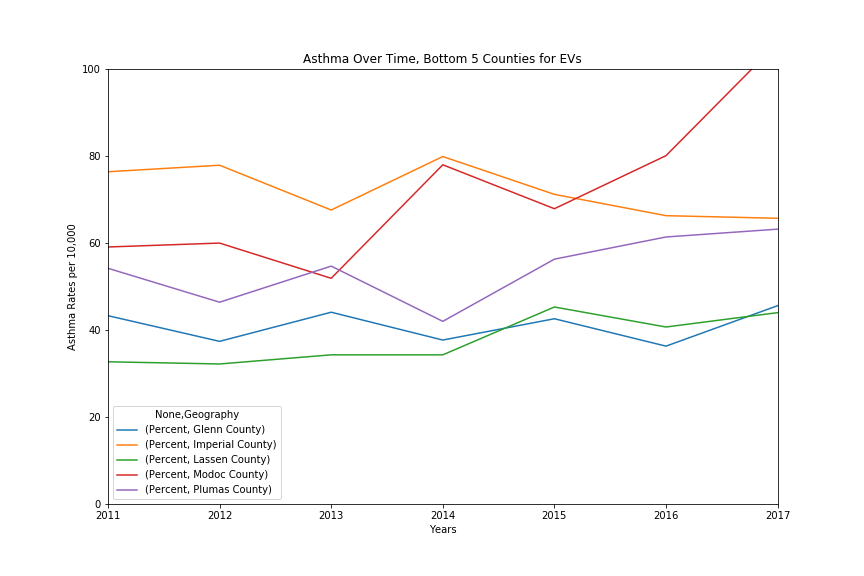 Asthma Over Time, Bottom 5 Counties for EVs
100
80
60
40
20
0
Asthma Rates per 10,000
None,Geography
(Percent, Glenn County)
(Percent, Imperial County)
(Percent, Lassen County)
(Percent, Modoc County)
(Percent, Plumas County)
2011 2012 2013 2014 2015 2016 2017
Years